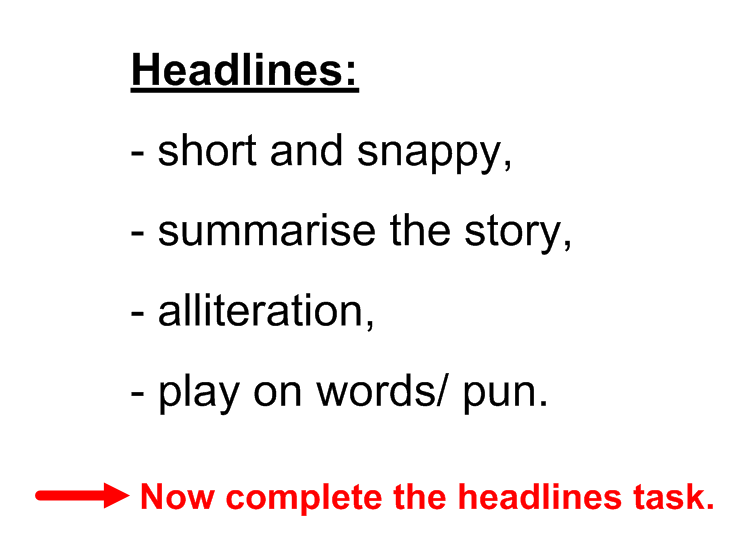 Headlines:
- short and snappy,
- summarise the story,
- alliteration,
- play on words/ pun.
Now complete the headlines task.